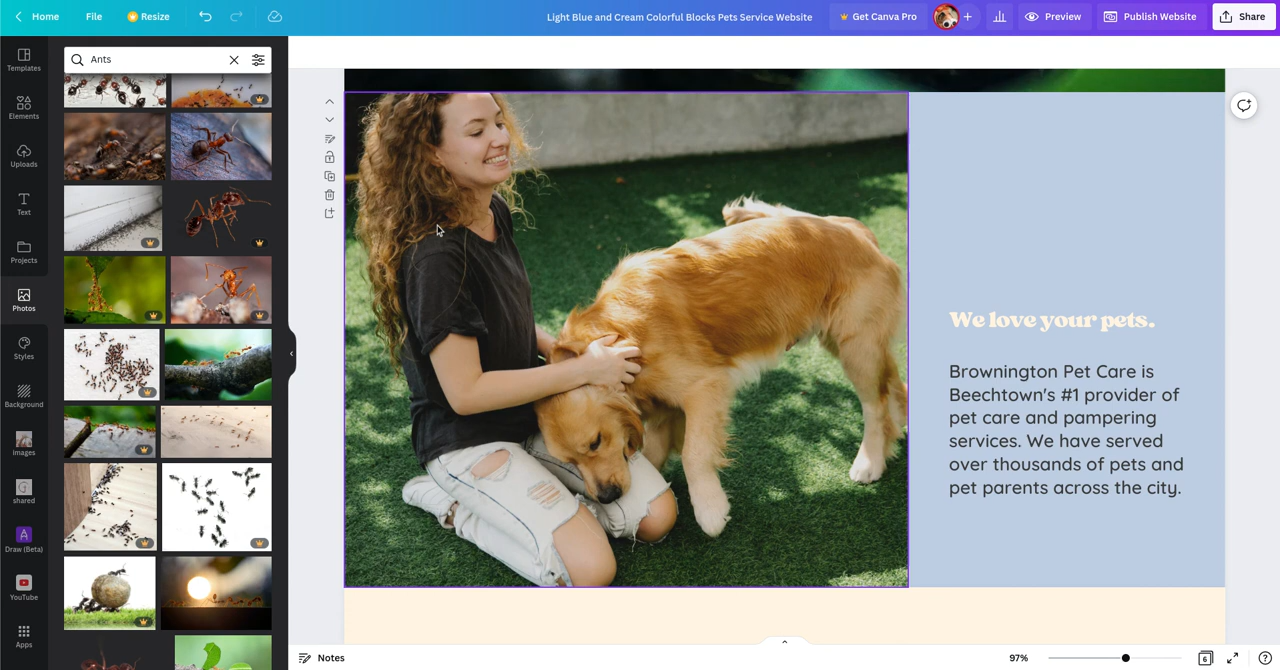 Home
File
Resize
Light Blue and Cream Colorful Blocks Pets Service Website
Get Canva Pro
Preview
Publish Website
Share
Templates
Elements
Uploads
Text
Projects
Photos
Styles
Background
images
shared
Draw (Beta)
YouTube
Apps
Ants
We love your pets.
Brownington Pet Care is
Beechtown's #1 provider of
pet care and pampering
services. We have served
over thousands of pets and
pet parents across the city.
Notes
97%
6